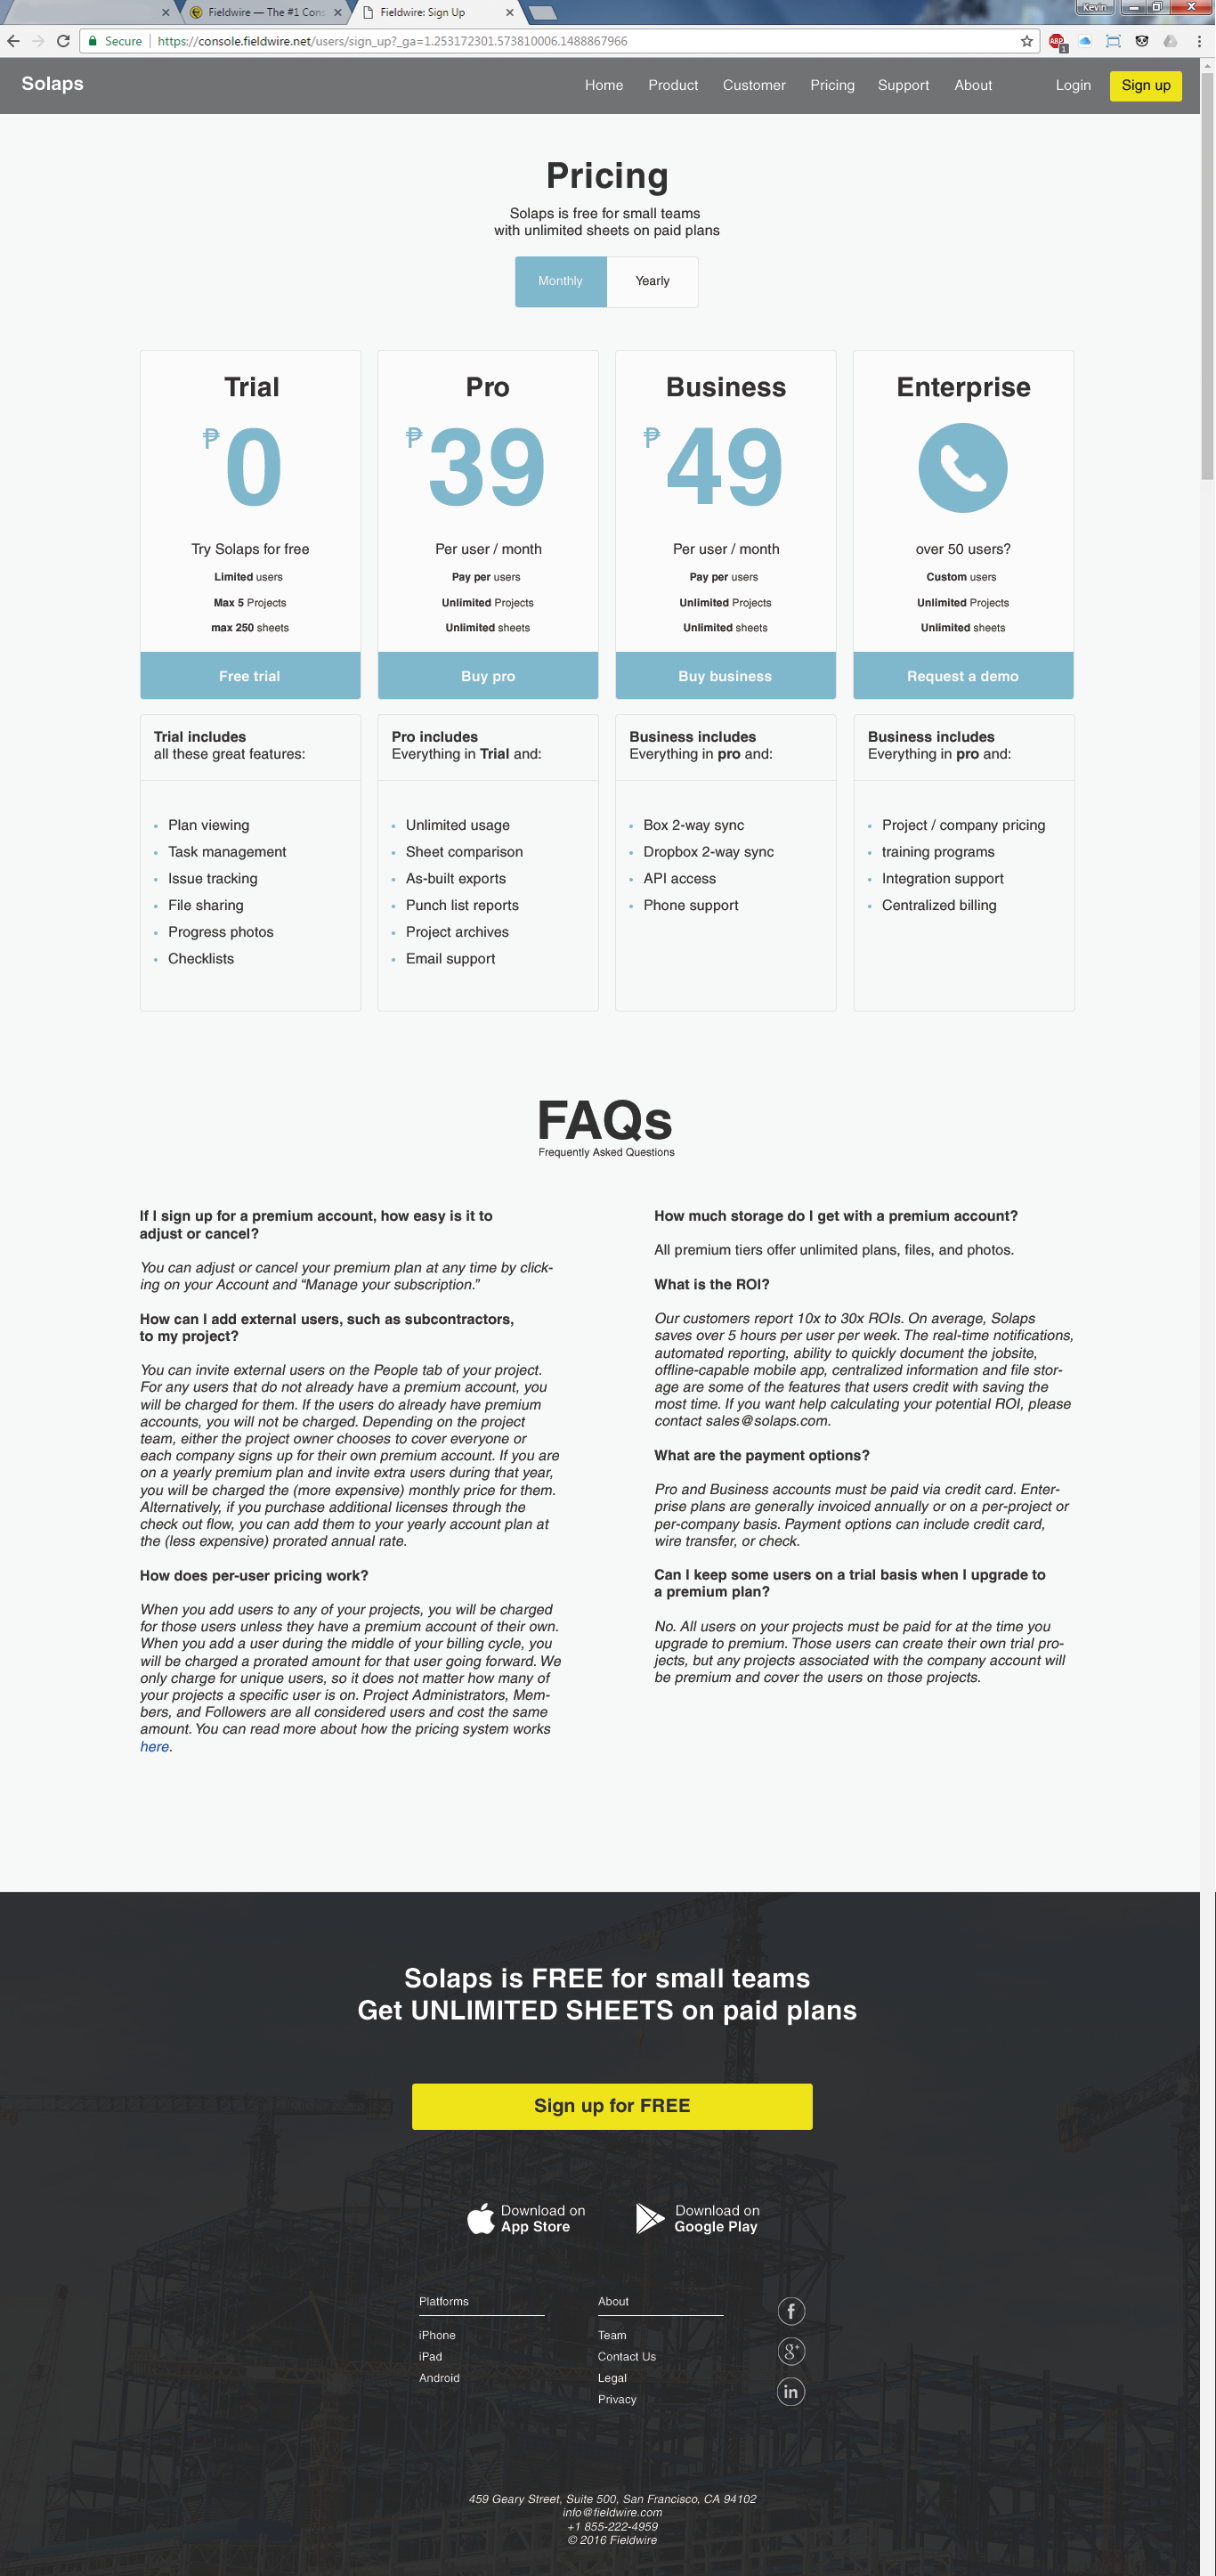 Kevin
Fieldwire — The #1 Cons
Fieldwire: Sign Up
Secure
https://console.fieldwire.net/users/sign_up?_ga=1.253172301.573810006.1488867966
ABP
1
Solaps
Home Product Customer Pricing Support About Login Sign up
Pricing
Solaps is free for small teams
with unlimited sheets on paid plans
Monthly Yearly
Trial
₱0
Try Solaps for free
Limited users
Max 5 Projects
max 250 sheets
Free trial
Pro
₱39
Per user / month
Pay per users
Unlimited Projects
Unlimited sheets
Buy pro
Business
₱49
Per user / month
Pay per users
Unlimited Projects
Unlimited sheets
Buy business
Enterprise
over 50 users?
Custom users
Unlimited Projects
Unlimited sheets
Request a demo
Trial includes
all these great features:
Plan viewing
Task management
Issue tracking
File sharing
Progress photos
Checklists
Pro includes
Everything in Trial and:
Unlimited usage
Sheet comparison
As-built exports
Punch list reports
Project archives
Email support
Business includes
Everything in pro and:
Box 2-way sync
Dropbox 2-way sync
API access
Phone support
Business includes
Everything in pro and:
Project / company pricing
training programs
Integration support
Centralized billing
FAQs
Frequently Asked Questions
If I sign up for a premium account, how easy is it to
adjust or cancel?
You can adjust or cancel your premium plan at any time by click-
ing on your Account and “Manage your subscription.”
How can I add external users, such as subcontractors,
to my project?
You can invite external users on the People tab of your project.
For any users that do not already have a premium account, you
will be charged for them. If the users do already have premium
accounts, you will not be charged. Depending on the project
team, either the project owner chooses to cover everyone or
each company signs up for their own premium account. If you are
on a yearly premium plan and invite extra users during that year,
you will be charged the (more expensive) monthly price for them.
Alternatively, if you purchase additional licenses through the
check out flow, you can add them to your yearly account plan at
the (less expensive) prorated annual rate.
How does per-user pricing work?
When you add users to any of your projects, you will be charged
for those users unless they have a premium account of their own.
When you add a user during the middle of your billing cycle, you
will be charged a prorated amount for that user going forward. We
only charge for unique users, so it does not matter how many of
your projects a specific user is on. Project Administrators, Mem-
bers, and Followers are all considered users and cost the same
amount. You can read more about how the pricing system works
here.
How much storage do I get with a premium account?
All premium tiers offer unlimited plans, files, and photos.
What is the ROI?
Our customers report 10x to 30x ROIs. On average, Solaps
saves over 5 hours per user per week. The real-time notifications,
automated reporting, ability to quickly document the jobsite,
offline-capable mobile app, centralized information and file stor-
age are some of the features that users credit with saving the
most time. If you want help calculating your potential ROI, please
contact sales@solaps.com.
What are the payment options?
Pro and Business accounts must be paid via credit card. Enter-
prise plans are generally invoiced annually or on a per-project or
per-company basis. Payment options can include credit card,
wire transfer, or check.
Can I keep some users on a trial basis when I upgrade to
a premium plan?
No. All users on your projects must be paid for at the time you
upgrade to premium. Those users can create their own trial pro-
jects, but any projects associated with the company account will
be premium and cover the users on those projects.
Solaps is FREE for small teams
Get UNLIMITED SHEETS on paid plans
Sign up for FREE
Download on
App Store
Download on
Google Play
Platforms
iPhone
iPad
Android
About
Team
Contact Us
Legal
Privacy
f
g+
in
459 Geary Street, Suite 500, San Francisco, CA 94102
info@fieldwire.com
+1 855-222-4959
© 2016 Fieldwire